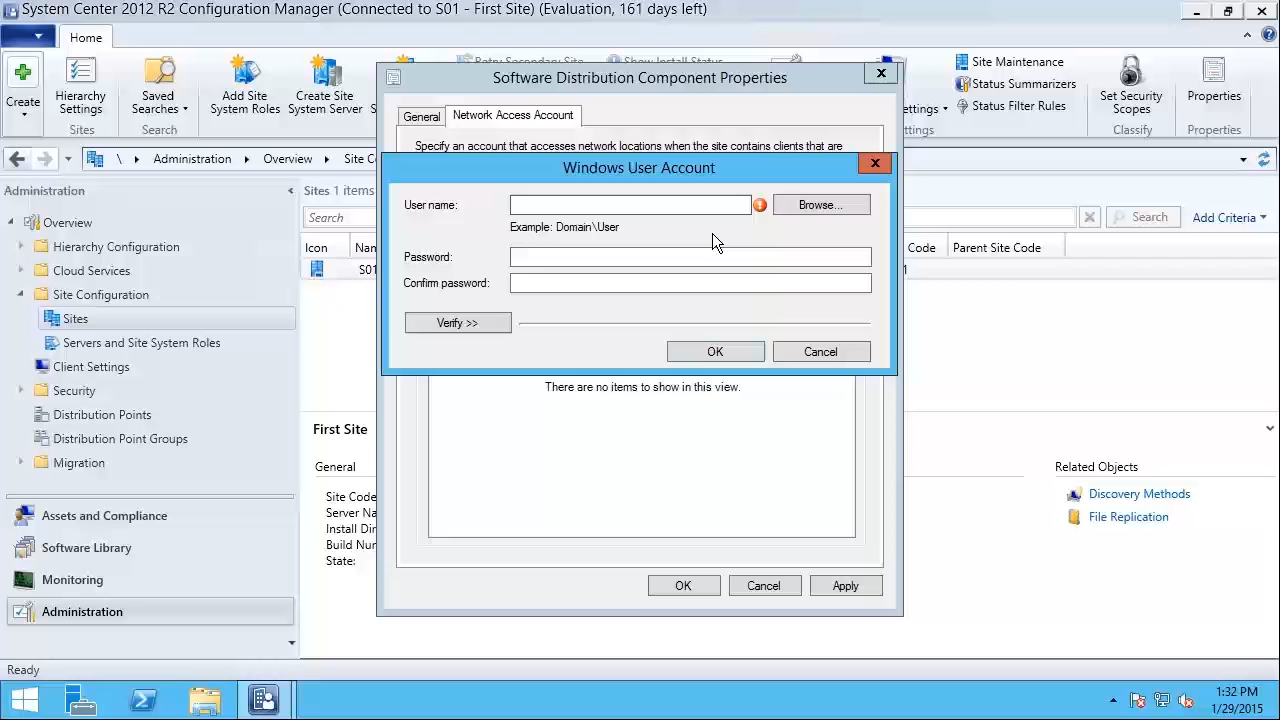 System Center 2012 R2 Configuration Manager (Connected to S01 - First Site) (Evaluation, 161 days left)
Home
Create
Hierarchy Settings
Saved Searches
Add Site System Roles
Create Site System Server
Retry Secondary Site
Show Install Status
Site Maintenance
Status Summarizers
Status Filter Rules
Set Security Scopes
Properties
Sites
Search
Classify
Properties
\ Administration Overview
Administration
Overview
Hierarchy Configuration
Cloud Services
Site Configuration
Sites
Servers and Site System Roles
Client Settings
Security
Distribution Points
Distribution Point Groups
Migration
Assets and Compliance
Software Library
Monitoring
Administration
Sites 1 items
Search
Search
Add Criteria
Icon
Code
Parent Site Code
S01
First Site
General
Site Code
State:
Related Objects
Discovery Methods
File Replication
Software Distribution Component Properties
General
Network Access Account
Specify an account that accesses network locations when the site contains clients that are
Windows User Account
User name:
Browse...
Example: Domain\User
Password:
Confirm password:
Verify >>
OK
Cancel
There are no items to show in this view.
OK
Cancel
Apply
Ready
1:32 PM
1/29/2015